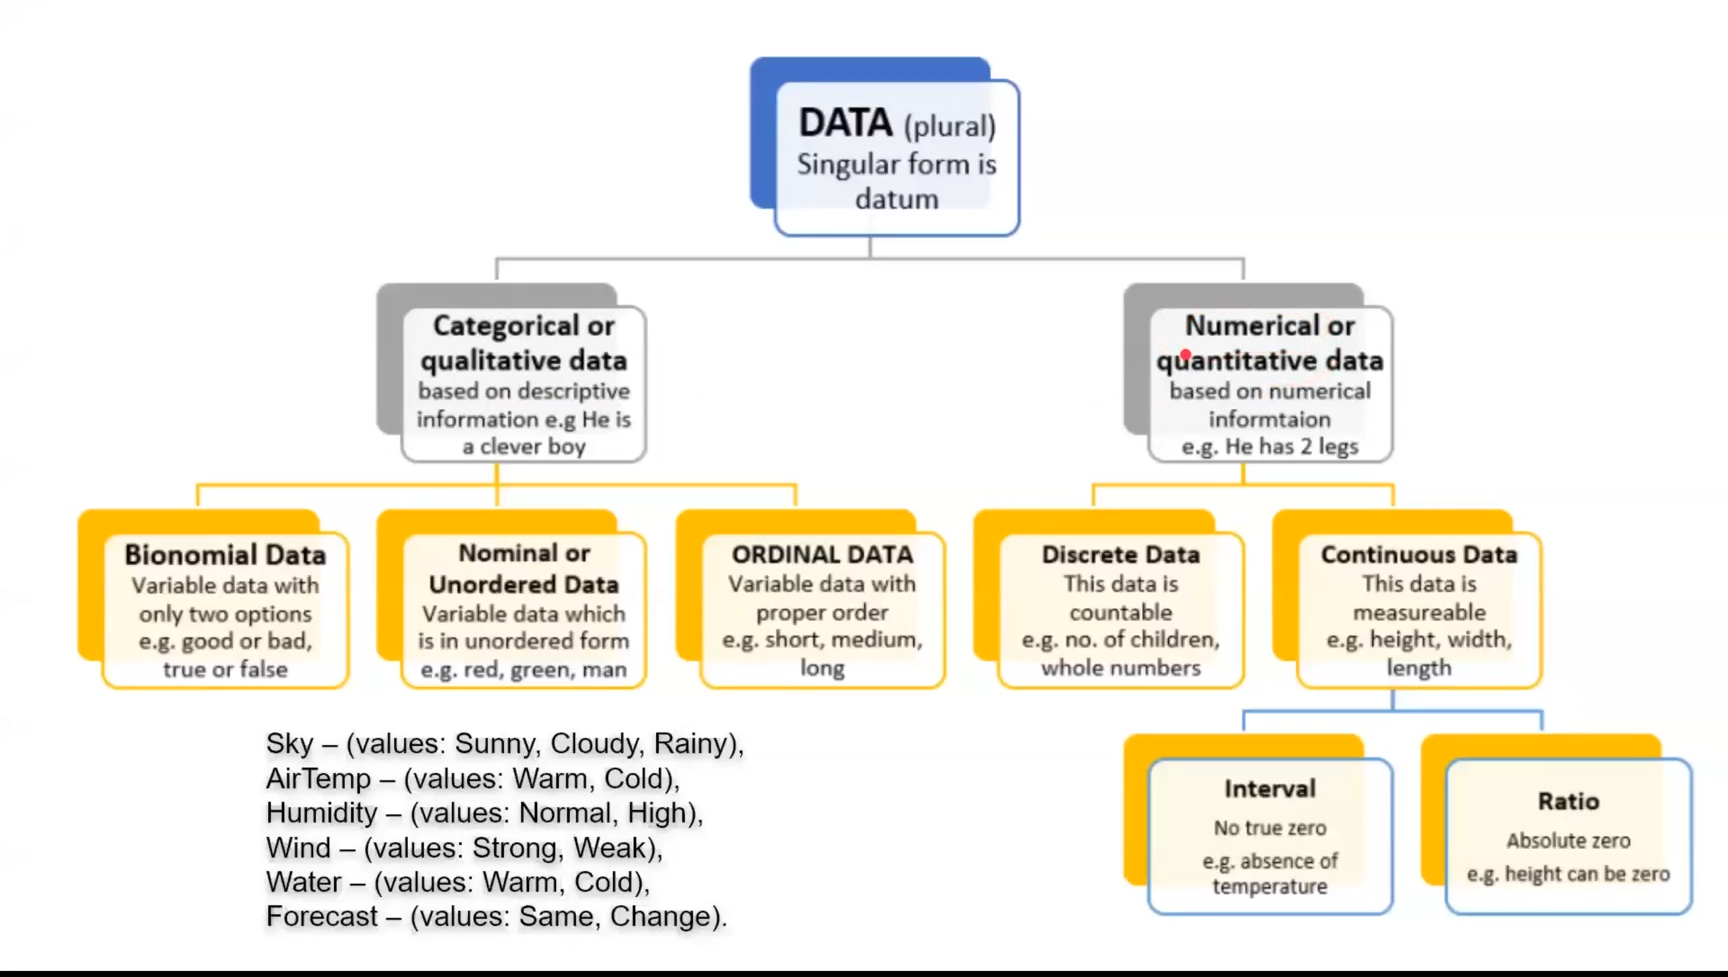 DATA (plural)
Singular form is
datum
Categorical or
qualitative data
based on descriptive
information e.g He is
a clever boy
Numerical or
quantitative data
based on numerical
informtaion
e.g. He has 2 legs
Bionomial Data
Variable data with
only two options
e.g. good or bad,
true or false
Nominal or
Unordered Data
Variable data which
is in unordered form
e.g. red, green, man
ORDINAL DATA
Variable data with
proper order
e.g. short, medium,
long
Discrete Data
This data is
countable
e.g. no. of children,
whole numbers
Continuous Data
This data is
measureable
e.g. height, width,
length
Interval
No true zero
e.g. absence of
temperature
Ratio
Absolute zero
e.g. height can be zero
Sky – (values: Sunny, Cloudy, Rainy),
AirTemp – (values: Warm, Cold),
Humidity – (values: Normal, High),
Wind – (values: Strong, Weak),
Water – (values: Warm, Cold),
Forecast – (values: Same, Change).